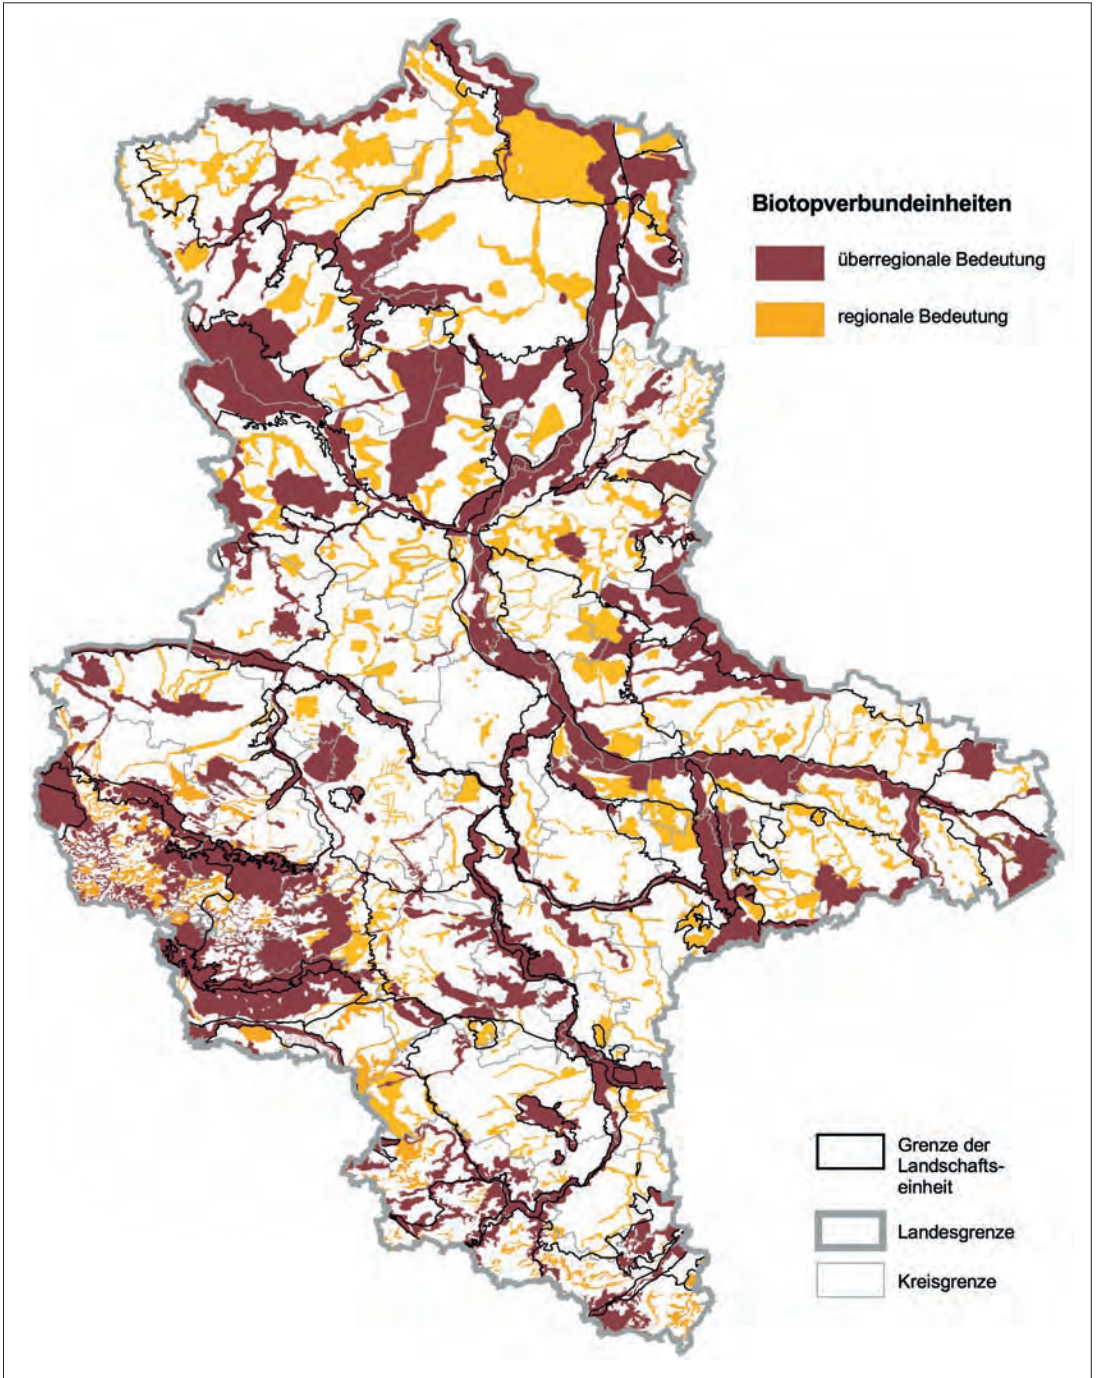 Biotopverbundeinheiten
überregionale Bedeutung
regionale Bedeutung
Grenze der
Landschafts-
einheit
Landesgrenze
Kreisgrenze